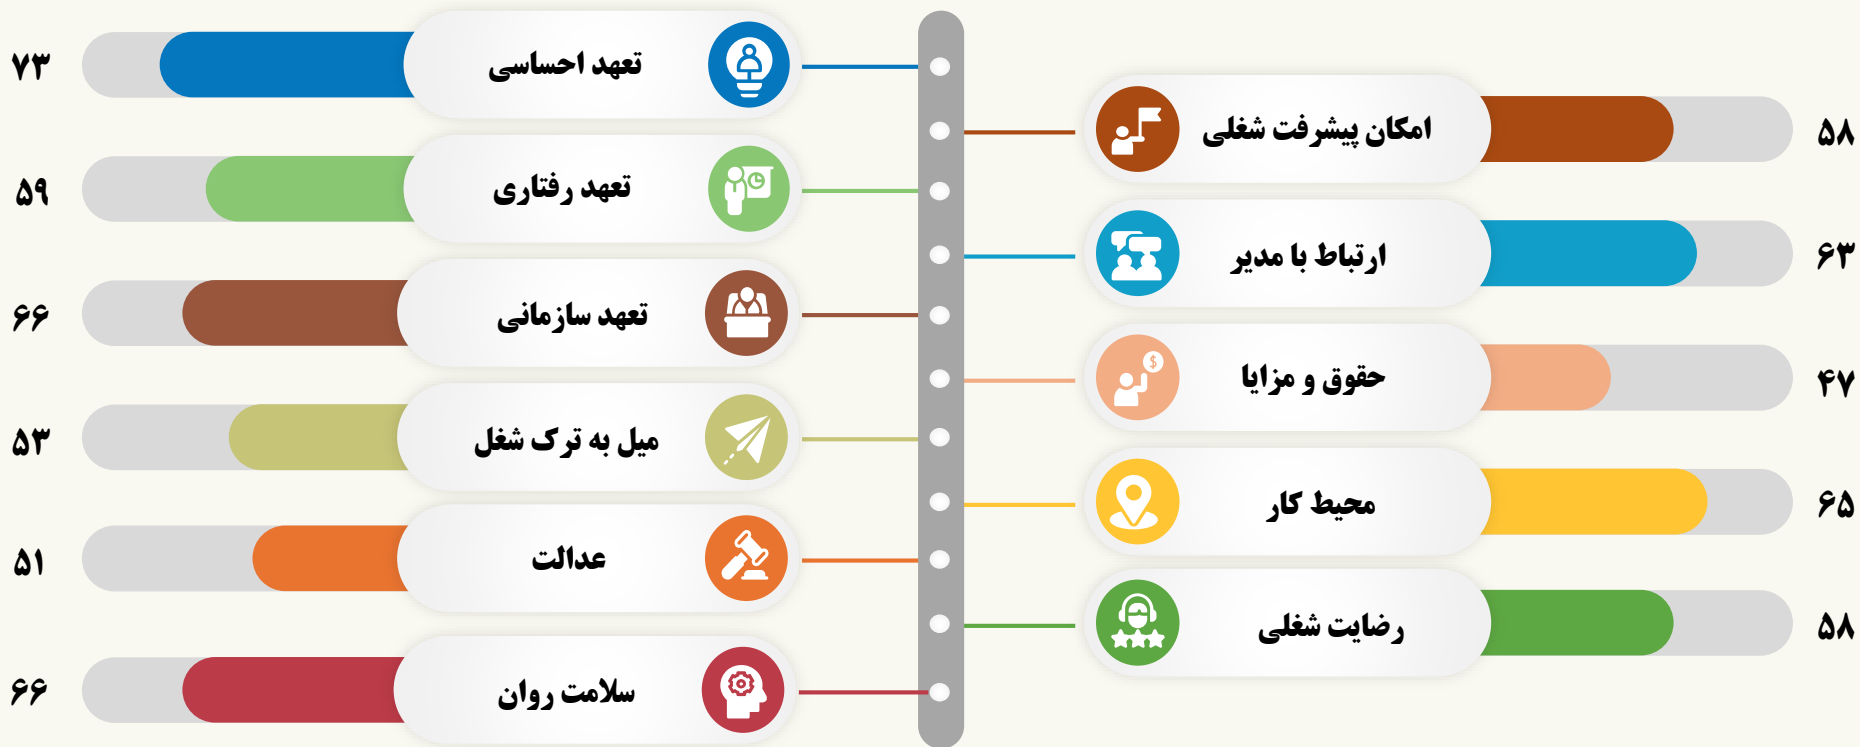 امکان پیشرفت شغلی
۵۸
ارتباط با مدیر
۶۳
حقوق و مزایا
۴۷
محیط کار
۶۵
رضایت شغلی
۵۸
تعهد احساسی
۷۳
تعهد رفتاری
۵۹
تعهد سازمانی
۶۶
میل به ترک شغل
۵۳
عدالت
۵۱
سلامت روان
۶۶
$